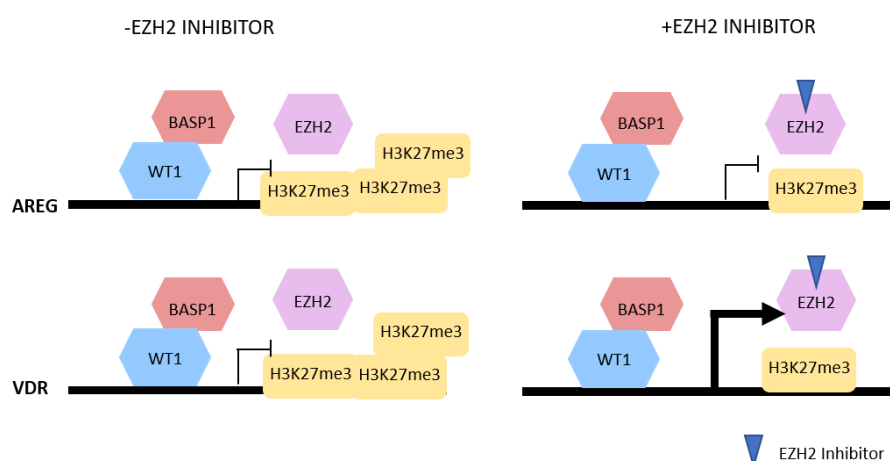 -EZH2 INHIBITOR
+EZH2 INHIBITOR
BASP1
EZH2
WT1
H3K27me3
H3K27me3
H3K27me3
AREG
BASP1
EZH2
WT1
H3K27me3
BASP1
EZH2
WT1
H3K27me3
H3K27me3
H3K27me3
VDR
BASP1
EZH2
WT1
H3K27me3
EZH2 Inhibitor